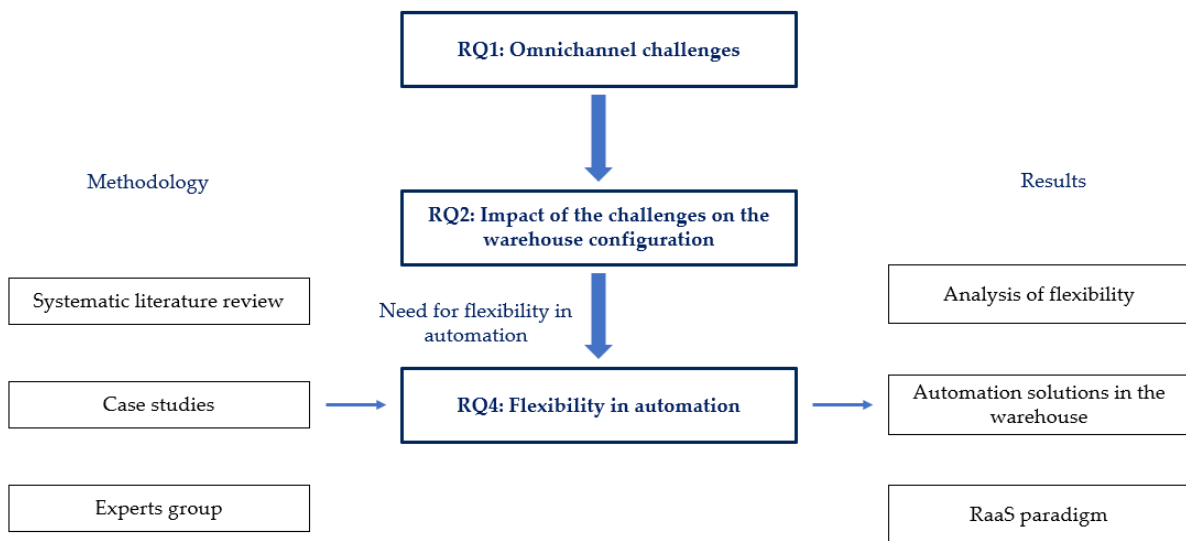 RQ1: Omnichannel challenges
Methodology
RQ2: Impact of the challenges on the
warehouse configuration
Results
Systematic literature review
Need for flexibility in
automation
Analysis of flexibility
Case studies
RQ4: Flexibility in automation
Automation solutions in the
warehouse
Experts group
RaaS paradigm